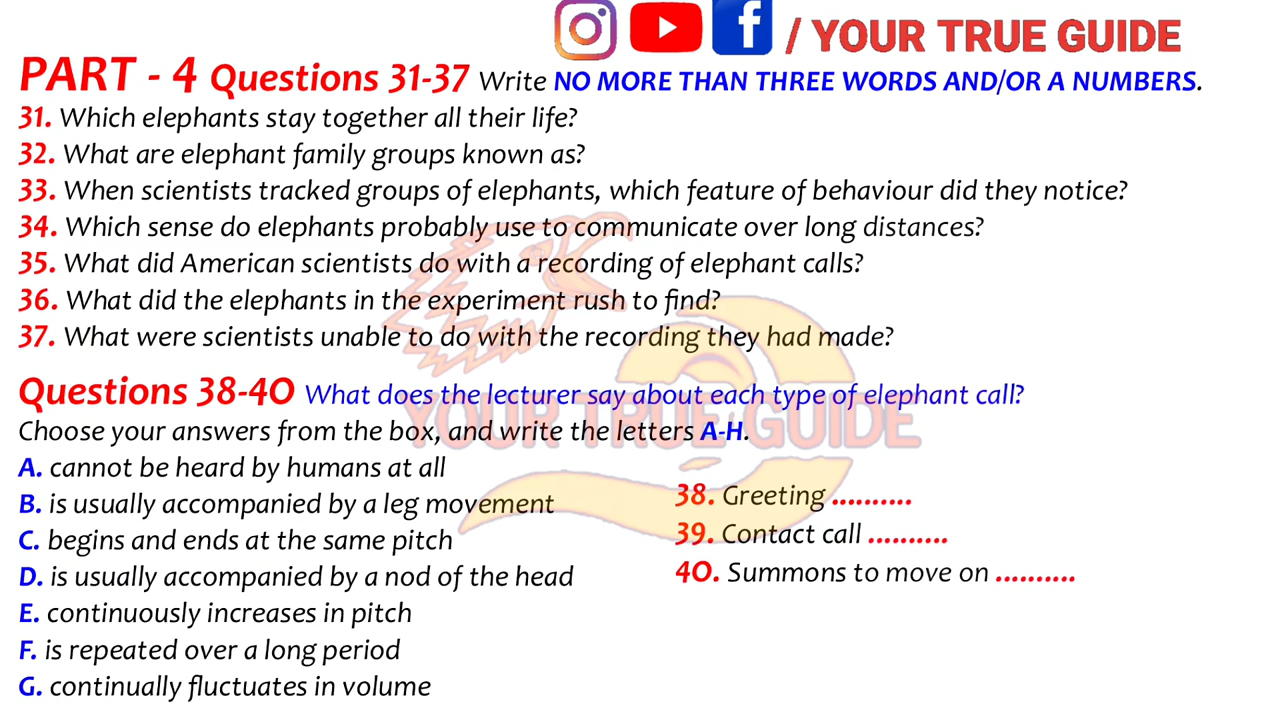 / YOUR TRUE GUIDE
PART - 4 Questions 31-37 Write NO MORE THAN THREE WORDS AND/OR A NUMBERS.
31. Which elephants stay together all their life?
32. What are elephant family groups known as?
33. When scientists tracked groups of elephants, which feature of behaviour did they notice?
34. Which sense do elephants probably use to communicate over long distances?
35. What did American scientists do with a recording of elephant calls?
36. What did the elephants in the experiment rush to find?
37. What were scientists unable to do with the recording they had made?
Questions 38-40 What does the lecturer say about each type of elephant call?
YOUR TRUE GUIDE
Choose your answers from the box, and write the letters A-H.
A. cannot be heard by humans at all
B. is usually accompanied by a leg movement
C. begins and ends at the same pitch
D. is usually accompanied by a nod of the head
E. continuously increases in pitch
F. is repeated over a long period
G. continually fluctuates in volume
38. Greeting ..........
39. Contact call ..........
40. Summons to move on ..........